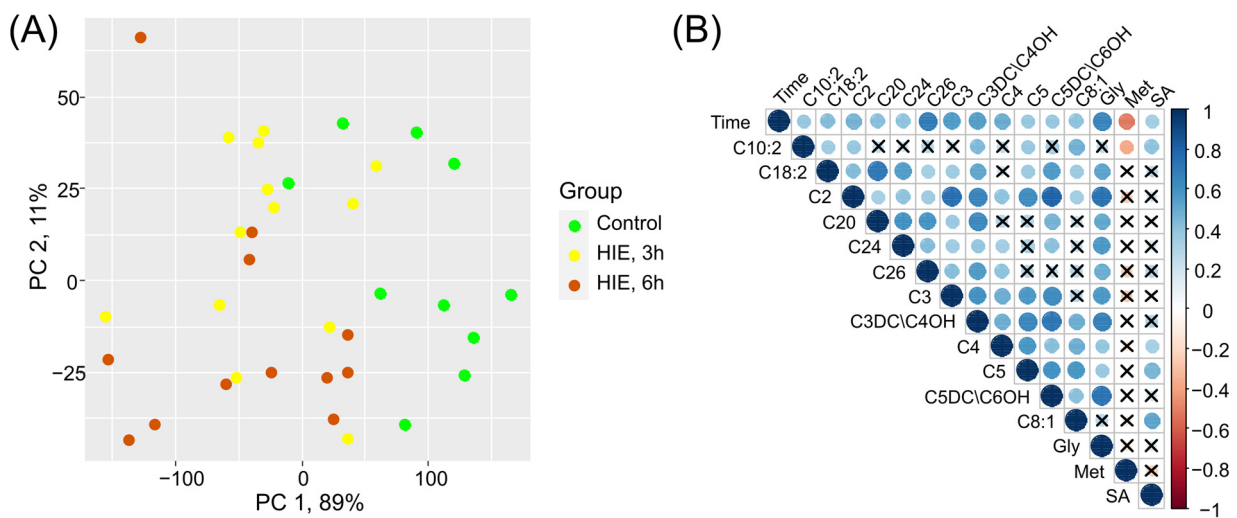 (A)
50
25
0
−25
−100
0
100
PC 1, 89%
PC 2, 11%
Group
Control
HIE, 3h
HIE, 6h
(B)
Time C10:2 C18:2 C2 C20 C24 C26 C3 C3DC\C4OH C4 C5 C5DC\C6OH C8:1 Gly Met SA
Time
C10:2
C18:2
C2
C20
C24
C26
C3
C3DC\C4OH
C4
C5
C5DC\C6OH
C8:1
Gly
Met
SA
1
0.8
0.6
0.4
0.2
0
−0.2
−0.4
−0.6
−0.8
−1